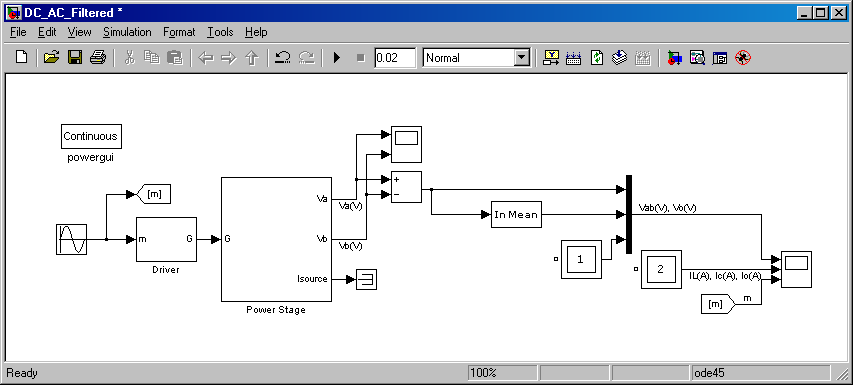 DC_AC_Filtered *
File Edit View Simulation Format Tools Help
0.02 Normal
Continuous
powergui
[m]
m G
Driver
G
Va
Vb
Isource
Power Stage
Va(V)
Vb(V)
+
−
In Mean
1
2
Vab(V), Vo(V)
IL(A), Ic(A), Io(A)
[m]
m
Ready 100% ode45